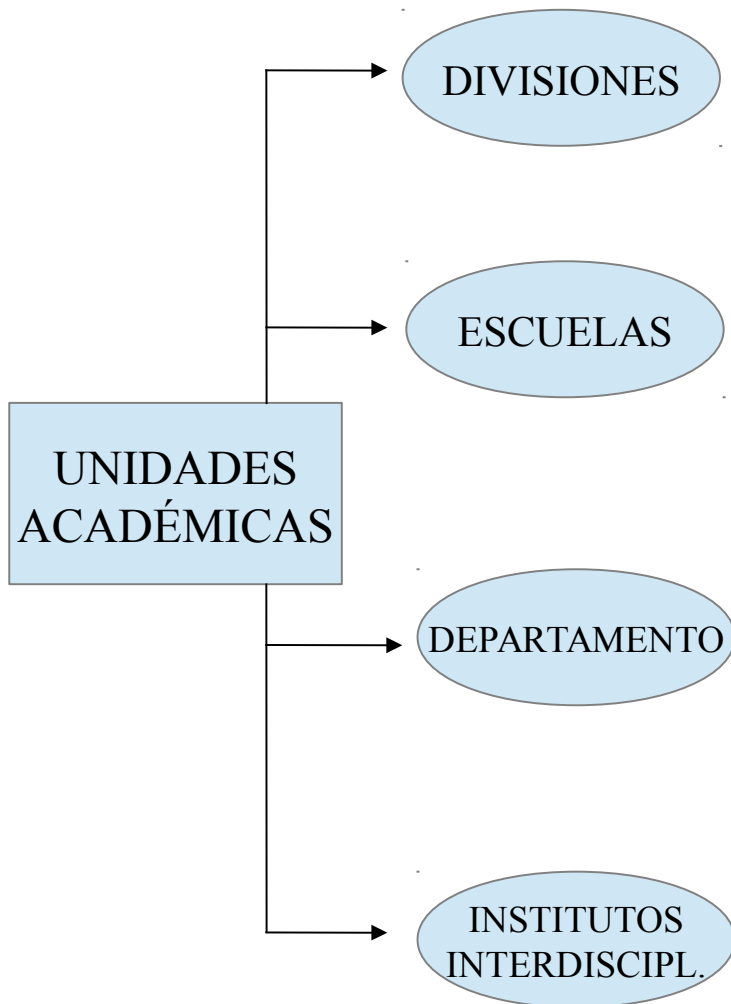 DIVISIONES
ESCUELAS
UNIDADES
ACADÉMICAS
DEPARTAMENTO
INSTITUTOS
INTERDISCIPL.